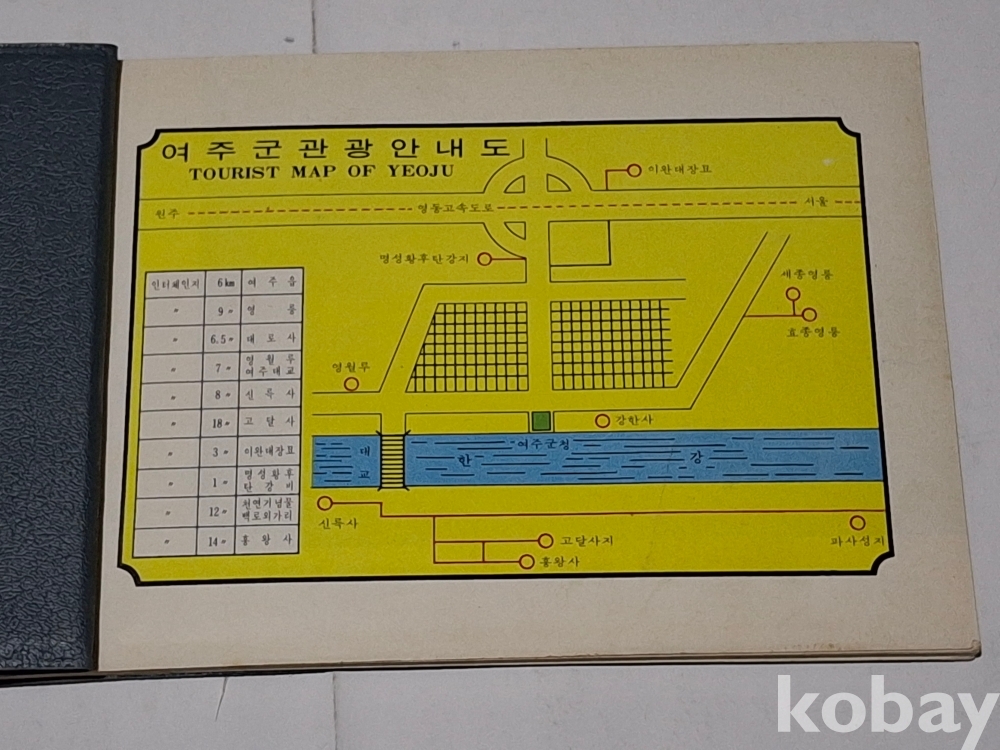 여주군관광안내도
TOURIST MAP OF YEOJU
이완대장묘
원주
영동고속도로
서울
명성황후탄강지
세종영릉
효종영릉
인터체인지 6km 여주읍
〃 9〃 영릉
〃 6.5〃 대로사
〃 7〃 영월루 여주대교
〃 8〃 신륵사
〃 18〃 고달사
〃 3〃 이완대장묘
〃 1〃 명성황후 탄강비
〃 12〃 천연기념물 백로외가리
〃 14〃 흥왕사
영월루
강한사
여주군청
대교
한강
신륵사
고달사지
흥왕사
파사성지
kobay